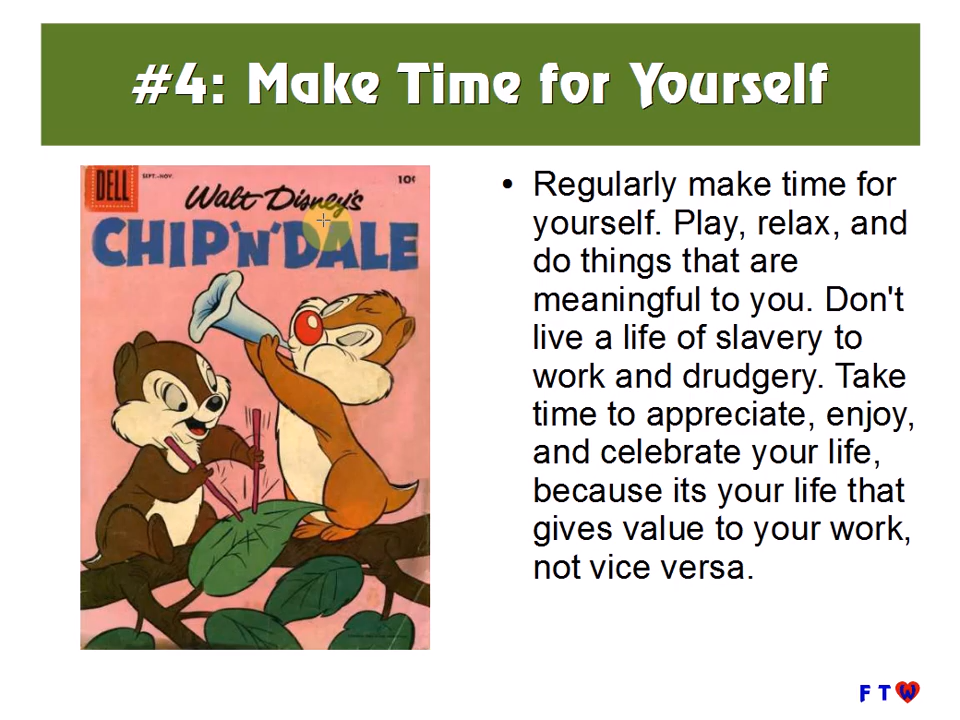 #4: Make Time for Yourself
DELL
SEPT.-NOV.
10¢
Walt Disney's
CHIP 'N' DALE
• Regularly make time for
yourself. Play, relax, and
do things that are
meaningful to you. Don't
live a life of slavery to
work and drudgery. Take
time to appreciate, enjoy,
and celebrate your life,
because its your life that
gives value to your work,
not vice versa.
F T W